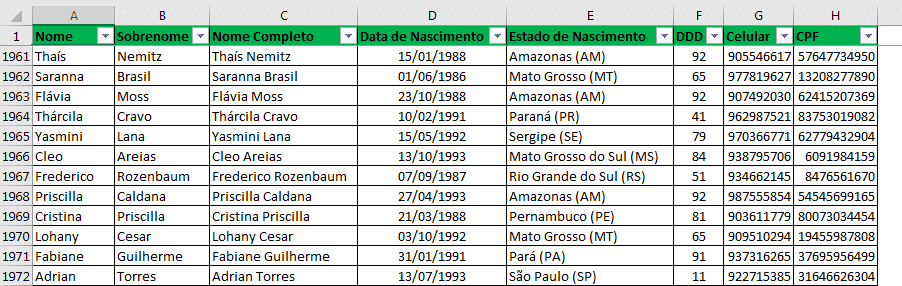 A B C D E F G H
1 Nome Sobrenome Nome Completo Data de Nascimento Estado de Nascimento DDD Celular CPF
1961 Thaís Nemitz Thaís Nemitz 15/01/1988 Amazonas (AM) 92 905546617 57647734950
1962 Saranna Brasil Saranna Brasil 01/06/1986 Mato Grosso (MT) 65 977819627 13208277890
1963 Flávia Moss Flávia Moss 23/10/1988 Amazonas (AM) 92 907492030 62415207369
1964 Thárcila Cravo Thárcila Cravo 10/02/1991 Paraná (PR) 41 962987521 83753019082
1965 Yasmini Lana Yasmini Lana 15/05/1992 Sergipe (SE) 79 970366771 62779432904
1966 Cleo Areias Cleo Areias 13/10/1993 Mato Grosso do Sul (MS) 84 938795706 6091984159
1967 Frederico Rozenbaum Frederico Rozenbaum 07/09/1987 Rio Grande do Sul (RS) 51 934662145 8476561670
1968 Priscilla Caldana Priscilla Caldana 27/04/1993 Amazonas (AM) 92 987555854 54545699165
1969 Cristina Priscilla Cristina Priscilla 21/03/1988 Pernambuco (PE) 81 903611779 80073034454
1970 Lohany Cesar Lohany Cesar 03/10/1992 Mato Grosso (MT) 65 909510294 19455987808
1971 Fabiane Guilherme Fabiane Guilherme 31/01/1991 Pará (PA) 91 937316265 37695956499
1972 Adrian Torres Adrian Torres 13/07/1993 São Paulo (SP) 11 922715385 31646626304